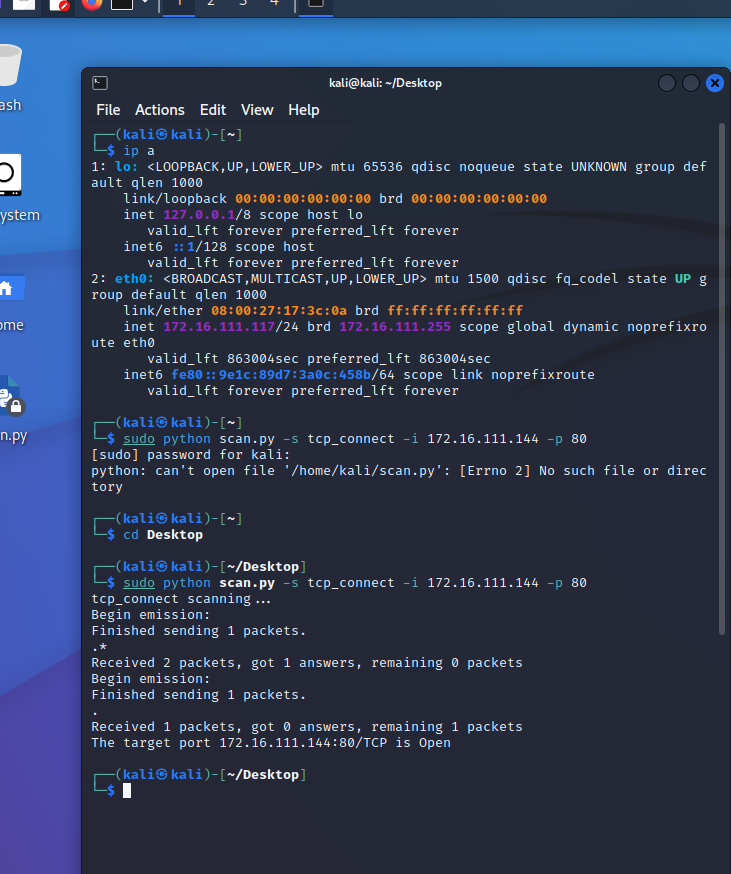 1 2 3 4
ash
ystem
ome
n.py
kali@kali: ~/Desktop
File Actions Edit View Help
┌──(kali㉿kali)-[~]
└─$ ip a
1: lo: <LOOPBACK,UP,LOWER_UP> mtu 65536 qdisc noqueue state UNKNOWN group def
ault qlen 1000
    link/loopback 00:00:00:00:00:00 brd 00:00:00:00:00:00
    inet 127.0.0.1/8 scope host lo
       valid_lft forever preferred_lft forever
    inet6 ::1/128 scope host
       valid_lft forever preferred_lft forever
2: eth0: <BROADCAST,MULTICAST,UP,LOWER_UP> mtu 1500 qdisc fq_codel state UP g
roup default qlen 1000
    link/ether 08:00:27:17:3c:0a brd ff:ff:ff:ff:ff:ff
    inet 172.16.111.117/24 brd 172.16.111.255 scope global dynamic noprefixro
ute eth0
       valid_lft 863004sec preferred_lft 863004sec
    inet6 fe80::9e1c:89d7:3a0c:458b/64 scope link noprefixroute
       valid_lft forever preferred_lft forever
┌──(kali㉿kali)-[~]
└─$ sudo python scan.py -s tcp_connect -i 172.16.111.144 -p 80
[sudo] password for kali:
python: can't open file '/home/kali/scan.py': [Errno 2] No such file or direc
tory
┌──(kali㉿kali)-[~]
└─$ cd Desktop
┌──(kali㉿kali)-[~/Desktop]
└─$ sudo python scan.py -s tcp_connect -i 172.16.111.144 -p 80
tcp_connect scanning...
Begin emission:
Finished sending 1 packets.
.*
Received 2 packets, got 1 answers, remaining 0 packets
Begin emission:
Finished sending 1 packets.
.
Received 1 packets, got 0 answers, remaining 1 packets
The target port 172.16.111.144:80/TCP is Open
┌──(kali㉿kali)-[~/Desktop]
└─$